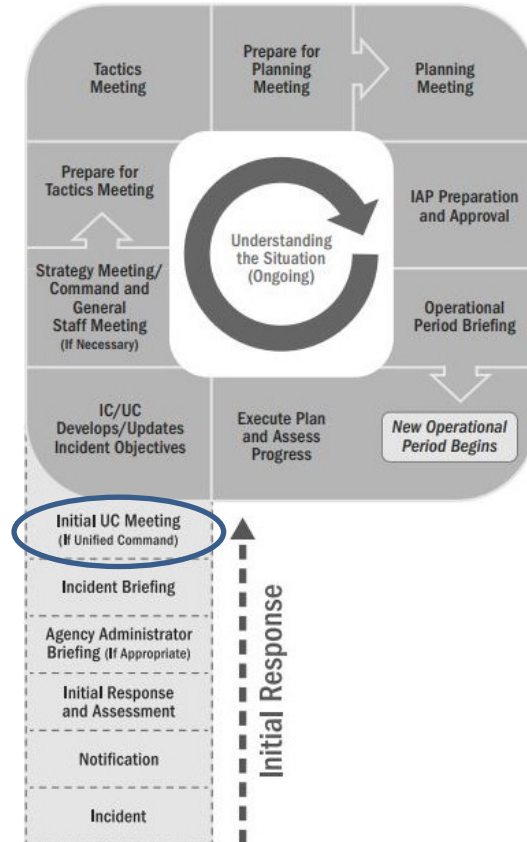 Tactics
Meeting
Prepare for
Planning
Meeting
Planning
Meeting
Prepare for
Tactics Meeting
IAP Preparation
and Approval
Understanding
the Situation
(Ongoing)
Strategy Meeting/
Command and
General
Staff Meeting
(If Necessary)
Operational
Period Briefing
IC/UC
Develops/Updates
Incident Objectives
Execute Plan
and Assess
Progress
New Operational
Period Begins
Initial UC Meeting
(If Unified Command)
Incident Briefing
Agency Administrator
Briefing (If Appropriate)
Initial Response
and Assessment
Notification
Incident
Initial Response